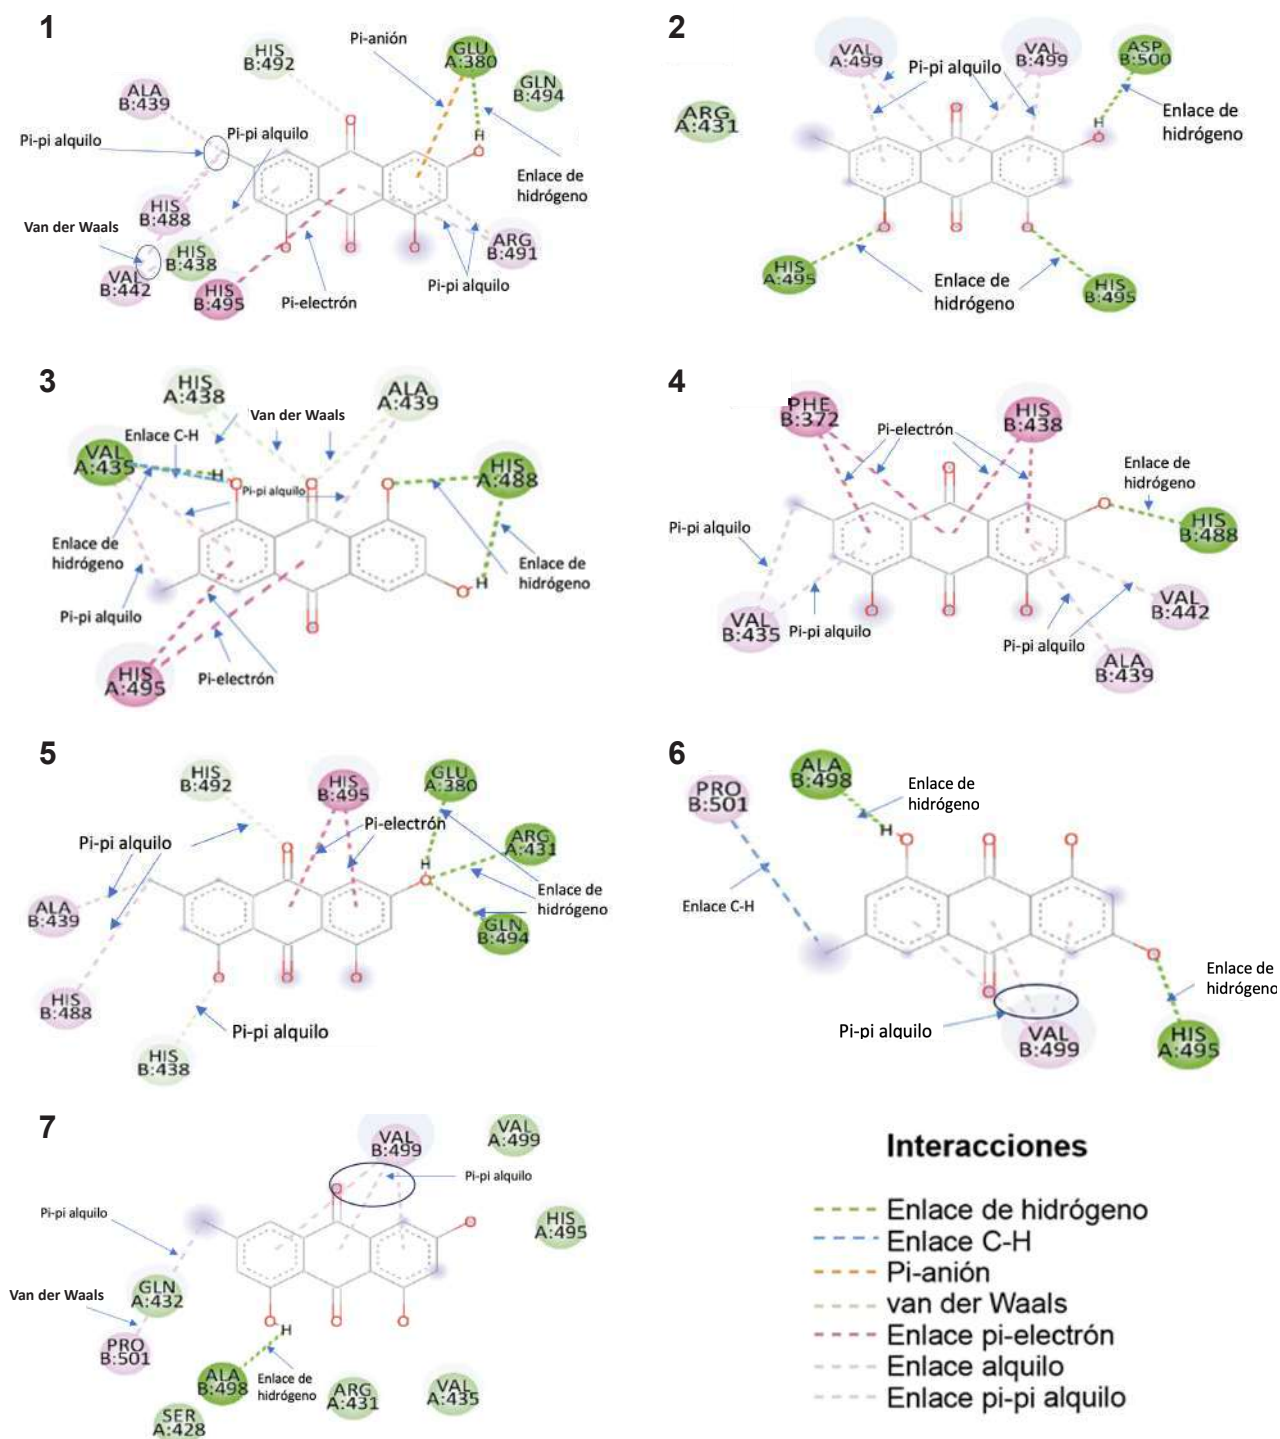 1
HIS
B:492
Pi-anión
GLU
A:380
GLN
B:494
ALA
B:439
Pi-pi alquilo
Pi-pi alquilo
O
H
O
Enlace de
hidrógeno
HIS
B:488
Van der Waals
VAL
B:442
HIS
B:438
HIS
B:495
O
O
O
ARG
B:491
Pi-electrón
Pi-pi alquilo
2
VAL
A:499
Pi-pi alquilo
VAL
B:499
ASP
B:500
ARG
A:431
O
H
O
Enlace de
hidrógeno
O
O
O
HIS
A:495
Enlace de
hidrógeno
HIS
B:495
3
HIS
A:438
Van der Waals
ALA
A:439
Enlace C-H
VAL
A:435
H
O
O
O
Pi-pi alquilo
HIS
A:488
Enlace de
hidrógeno
Enlace de
hidrógeno
O
H
Pi-pi alquilo
O
HIS
A:495
Pi-electrón
4
PHE
B:372
Pi-electrón
HIS
B:438
Enlace de
hidrógeno
O
O
HIS
B:488
Pi-pi alquilo
VAL
B:435
Pi-pi alquilo
O
O
O
Pi-pi alquilo
VAL
B:442
ALA
B:439
5
HIS
B:492
HIS
B:495
GLU
A:380
Pi-pi alquilo
Pi-electrón
ARG
A:431
O
H
O
Enlace de
hidrógeno
ALA
B:439
GLN
B:494
HIS
B:488
O
O
O
Pi-pi alquilo
HIS
B:438
6
ALA
B:498
PRO
B:501
Enlace de
hidrógeno
H
O
O
O
Enlace C-H
O
O
Enlace de
hidrógeno
Pi-pi alquilo
VAL
B:499
HIS
A:495
7
VAL
B:499
VAL
A:499
Pi-pi alquilo
O
O
HIS
A:495
Pi-pi alquilo
GLN
A:432
Van der Waals
PRO
B:501
O
H
O
O
ALA
B:498
Enlace de
hidrógeno
ARG
A:431
VAL
A:435
SER
A:428
Interacciones
Enlace de hidrógeno
Enlace C-H
Pi-anión
van der Waals
Enlace pi-electrón
Enlace alquilo
Enlace pi-pi alquilo